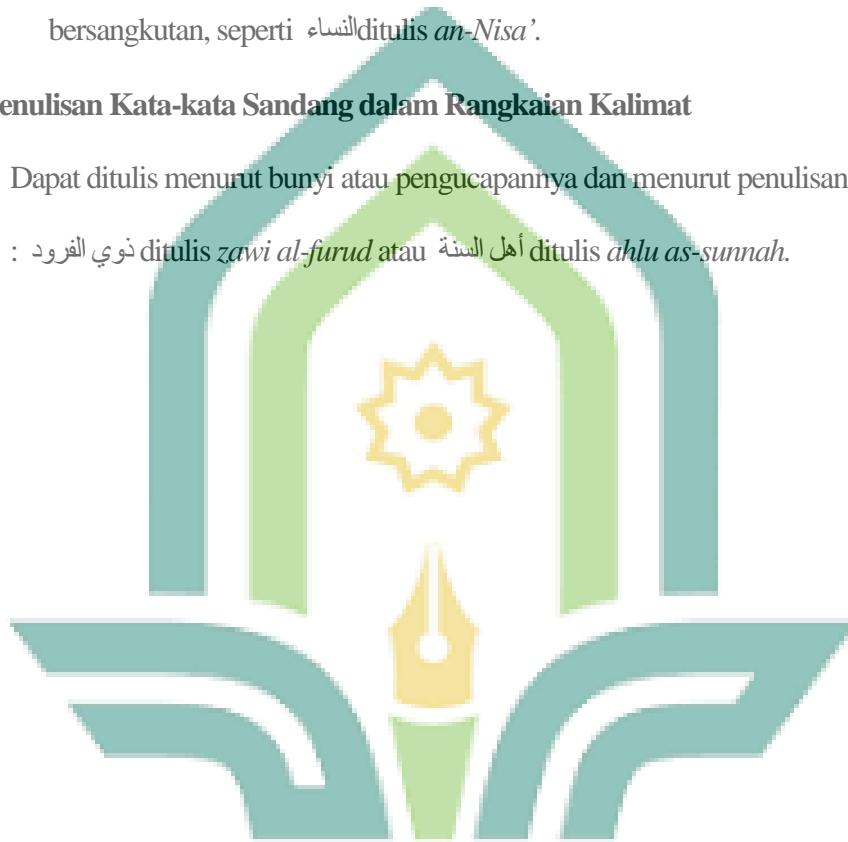 bersangkutan, seperti النساء ditulis an-Nisa’.
enulisan Kata-kata Sandang dalam Rangkaian Kalimat
Dapat ditulis menurut bunyi atau pengucapannya dan menurut penulisan
: ذوي الفرود ditulis zawi al-furud atau أهل السنة ditulis ahlu as-sunnah.